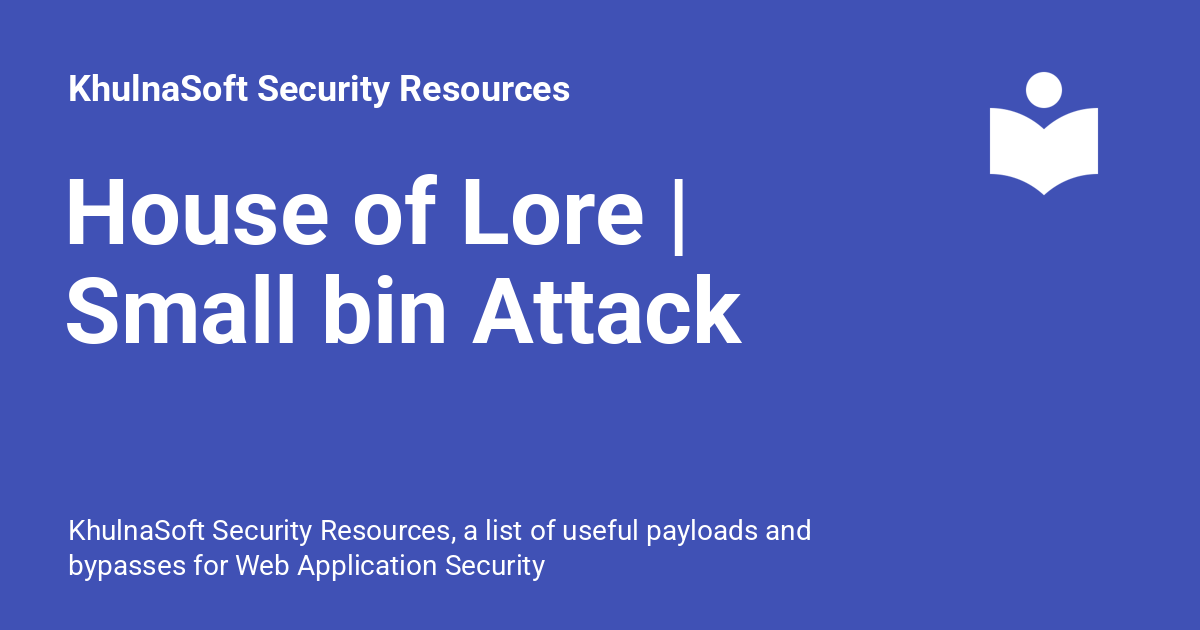 KhulnaSoft Security Resources
House of Lore |
Small bin Attack
KhulnaSoft Security Resources, a list of useful payloads and
bypasses for Web Application Security